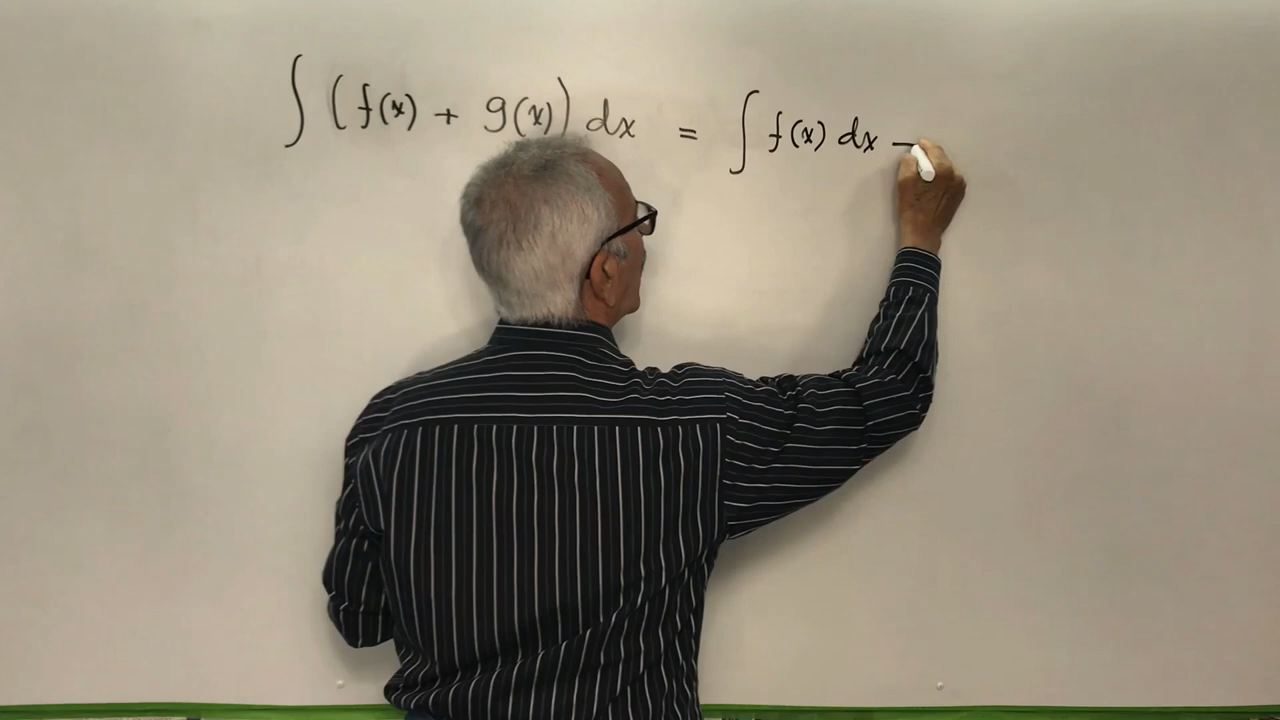 ∫ (f(x) + g(x)) dx = ∫ f(x) dx −